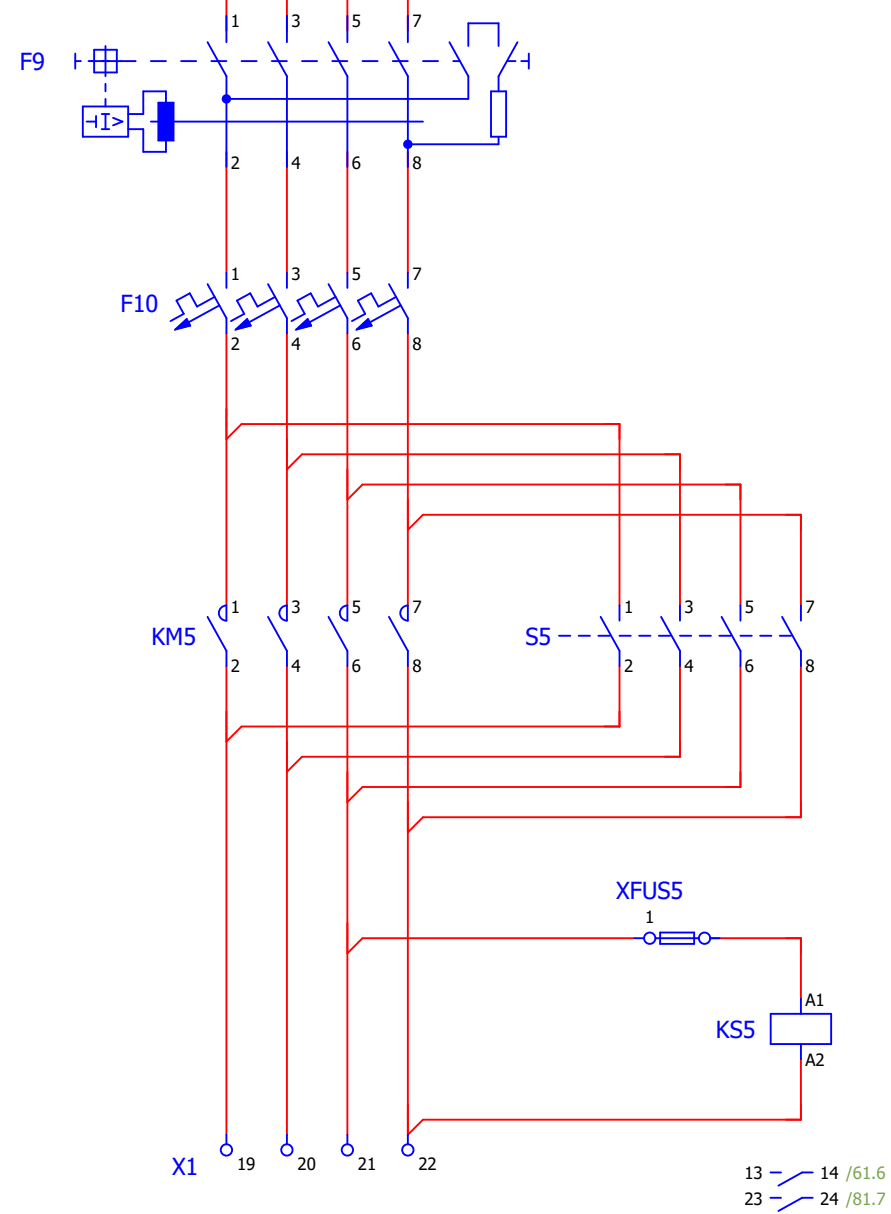 1 3 5 7
F9
I>
2 4 6 8
1 3 5 7
F10
2 4 6 8
1 3 5 7 1 3 5 7
KM5 S5
2 4 6 8 2 4 6 8
XFUS5
1
A1
KS5
A2
X1 19 20 21 22
13 14 /61.6
23 24 /81.7